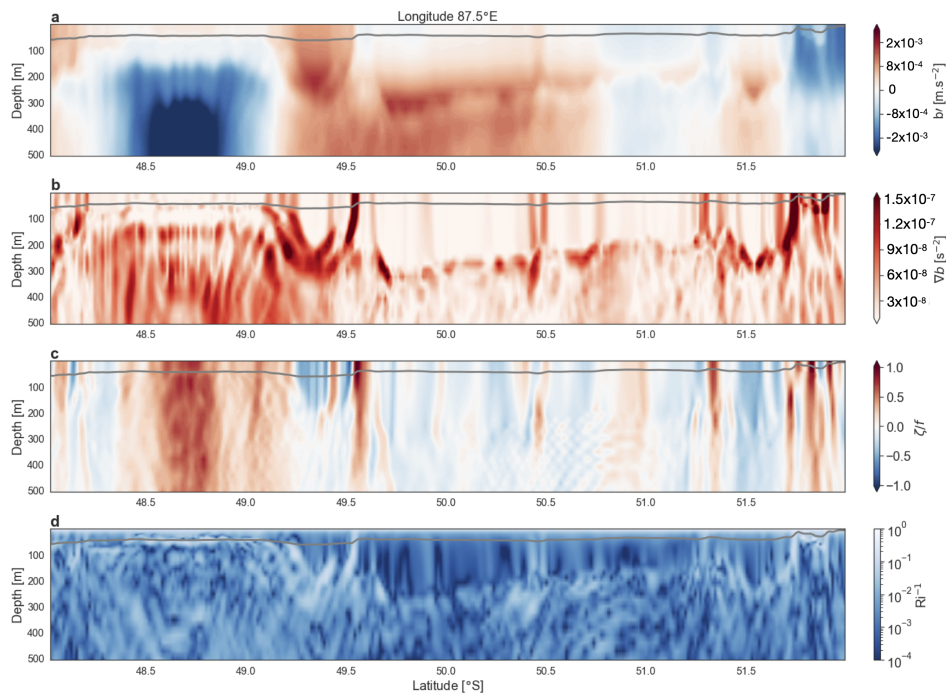 Longitude 87.5°E
a
Depth [m]
100
200
300
400
500
48.5 49.0 49.5 50.0 50.5 51.0 51.5
2x10⁻³
8x10⁻⁴
0
-8x10⁻⁴
-2x10⁻³
b′ [m.s⁻²]
b
Depth [m]
100
200
300
400
500
48.5 49.0 49.5 50.0 50.5 51.0 51.5
1.5x10⁻⁷
1.2x10⁻⁷
9x10⁻⁸
6x10⁻⁸
3x10⁻⁸
∇b [s⁻²]
c
Depth [m]
100
200
300
400
500
48.5 49.0 49.5 50.0 50.5 51.0 51.5
1.0
0.5
0.0
−0.5
−1.0
ζ/f
d
Depth [m]
100
200
300
400
500
48.5 49.0 49.5 50.0 50.5 51.0 51.5
Latitude [°S]
10⁰
10⁻¹
10⁻²
10⁻³
10⁻⁴
Ri⁻¹